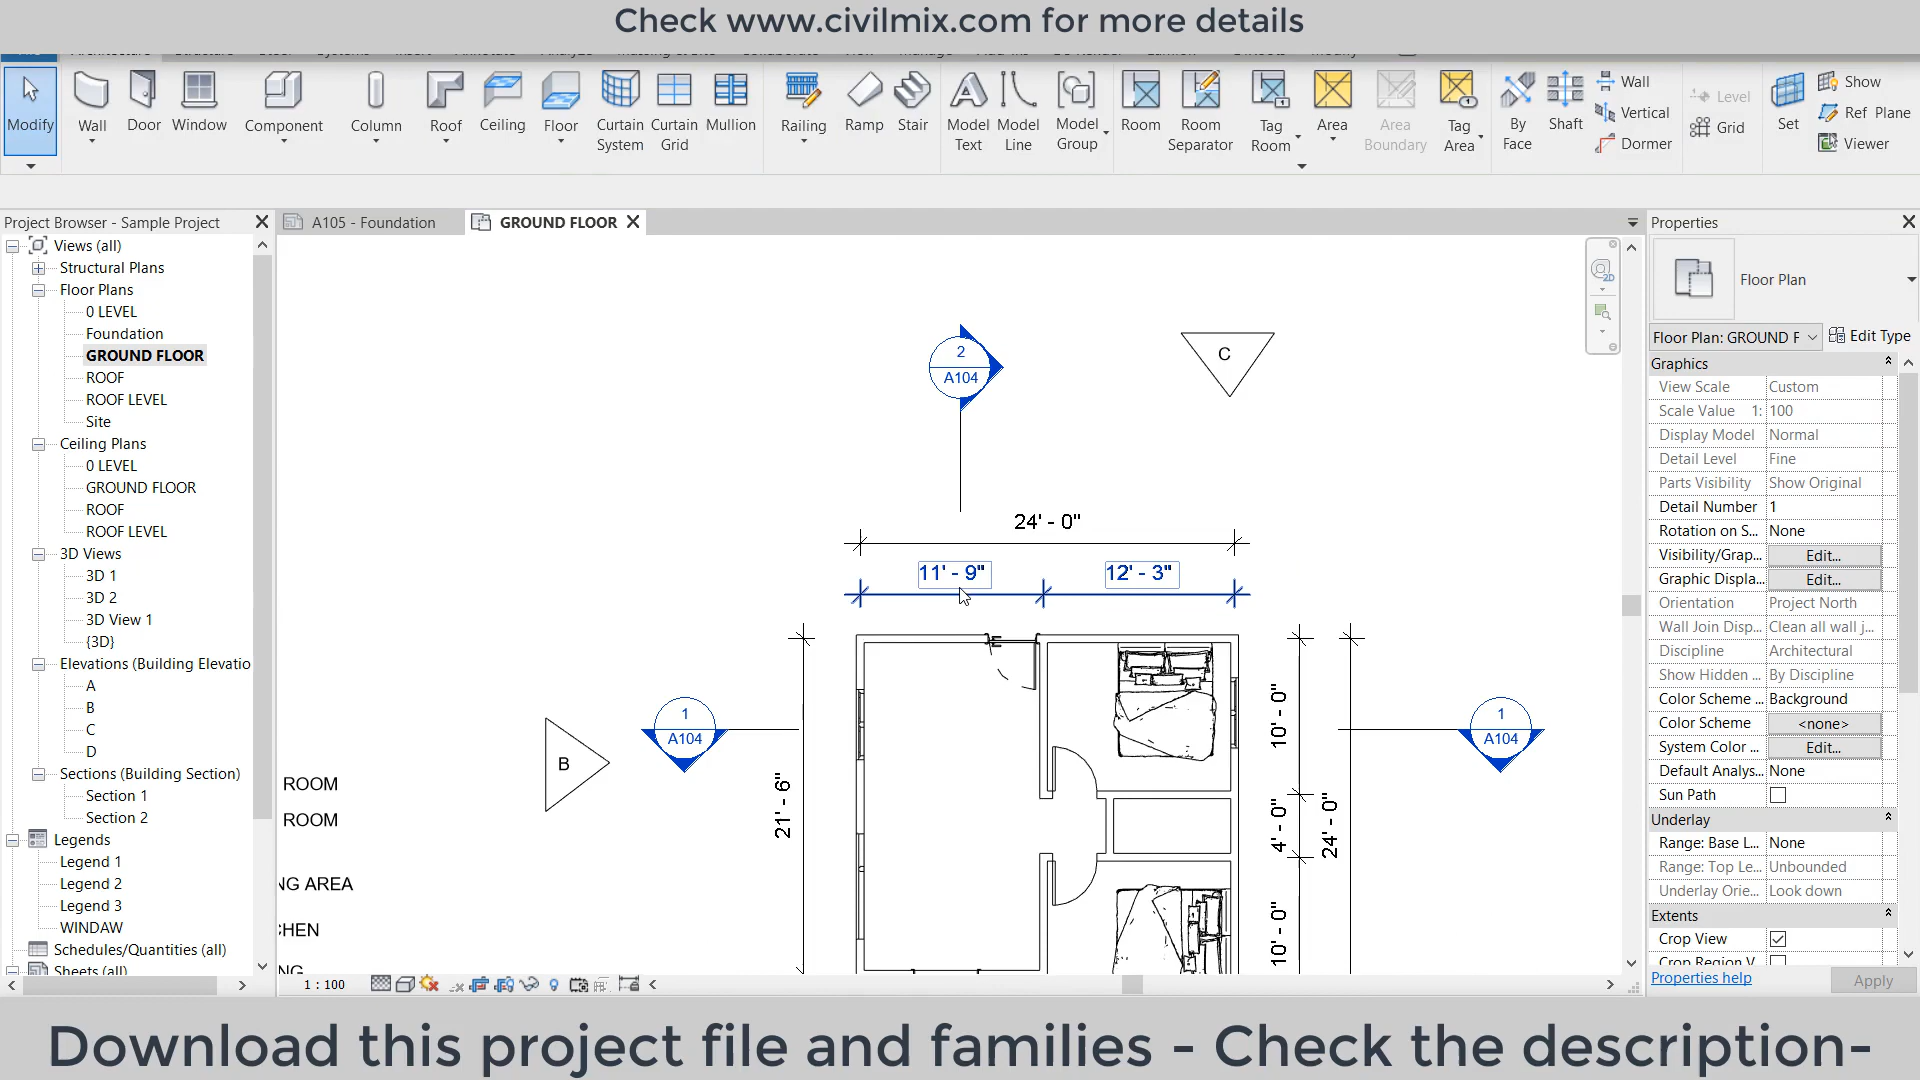 Check www.civilmix.com for more details
Modify
Wall
Door
Window
Component
Column
Roof
Ceiling
Floor
Curtain System
Curtain Grid
Mullion
Railing
Ramp
Stair
Model Text
Model Line
Model Group
Room
Room Separator
Tag Room
Area
Area Boundary
Tag Area
By Face
Shaft
Wall
Vertical
Dormer
Level
Grid
Set
Show
Ref Plane
Viewer
Project Browser - Sample Project
Views (all)
Structural Plans
Floor Plans
0 LEVEL
Foundation
GROUND FLOOR
ROOF
ROOF LEVEL
Site
Ceiling Plans
0 LEVEL
GROUND FLOOR
ROOF
ROOF LEVEL
3D Views
3D 1
3D 2
3D View 1
{3D}
Elevations (Building Elevatio
A
B
C
D
Sections (Building Section)
Section 1
Section 2
Legends
Legend 1
Legend 2
Legend 3
WINDAW
Schedules/Quantities (all)
Sheets (all)
A105 - Foundation
GROUND FLOOR
2
A104
C
24' - 0"
11' - 9"
12' - 3"
1
A104
B
21' - 6"
10' - 0"
4' - 0"
24' - 0"
10' - 0"
1
A104
ROOM
ROOM
NG AREA
CHEN
NG
1 : 100
2D
Properties
Floor Plan
Floor Plan: GROUND F
Edit Type
Graphics
View Scale Custom
Scale Value 1: 100
Display Model Normal
Detail Level Fine
Parts Visibility Show Original
Detail Number 1
Rotation on S... None
Visibility/Grap... Edit...
Graphic Displa... Edit...
Orientation Project North
Wall Join Disp... Clean all wall j...
Discipline Architectural
Show Hidden ... By Discipline
Color Scheme ... Background
Color Scheme <none>
System Color ... Edit...
Default Analys... None
Sun Path
Underlay
Range: Base L... None
Range: Top Le... Unbounded
Underlay Orie... Look down
Extents
Crop View
Crop Region V
Properties help
Apply
Download this project file and families - Check the description-